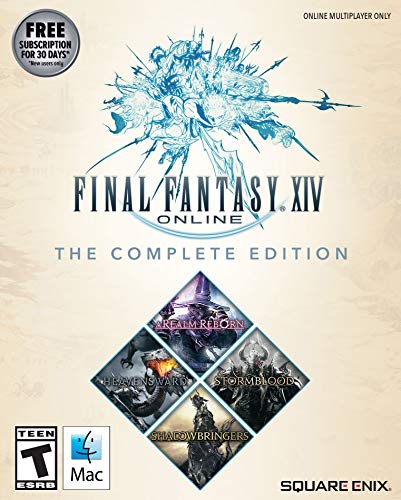 FREE
SUBSCRIPTION
FOR 30 DAYS*
*New users only.
ONLINE MULTIPLAYER ONLY
FINAL FANTASY® XIV
ONLINE
THE COMPLETE EDITION
A REALM REBORN
HEAVENSWARD
STORMBLOOD
SHADOWBRINGERS
TEEN
T
ESRB
Mac
SQUARE ENIX®